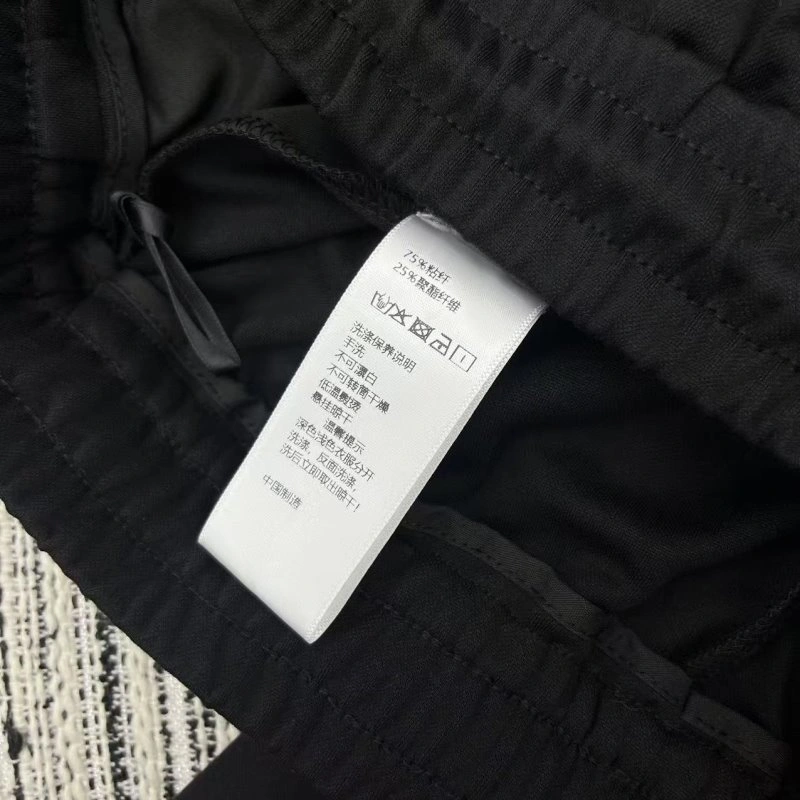 75%粘纤
25%聚酯纤维
洗涤保养说明
手洗
不可漂白
不可转筒干燥
低温熨烫
悬挂晾干
温馨提示
深色浅色衣服分开
洗涤，反面洗涤，
洗后立即取出晾干！
中国制造